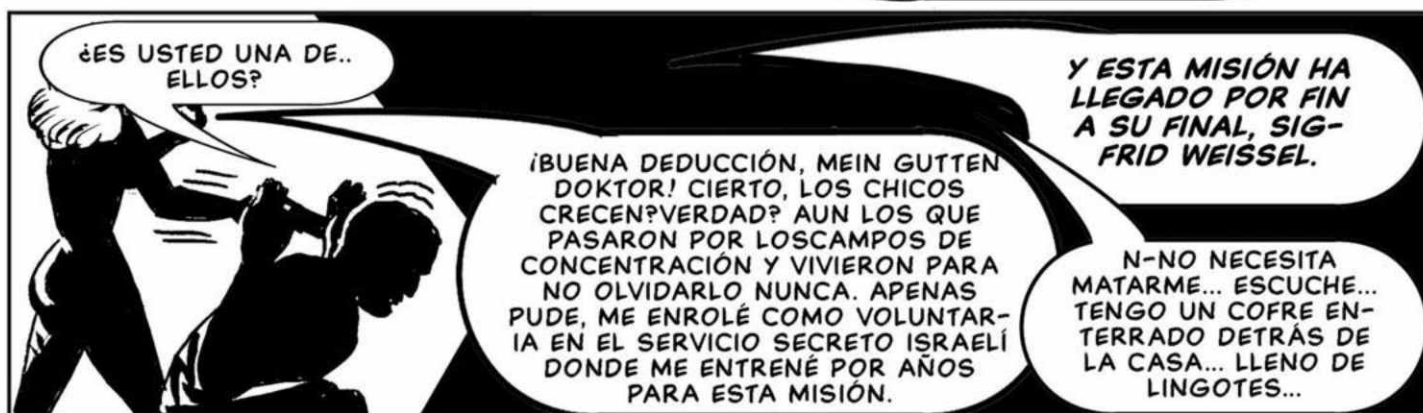 ¿ES USTED UNA DE..
ELLOS?
¡BUENA DEDUCCIÓN, MEIN GUTTEN
DOKTOR! CIERTO, LOS CHICOS
CRECEN?VERDAD? AUN LOS QUE
PASARON POR LOSCAMPOS DE
CONCENTRACIÓN Y VIVIERON PARA
NO OLVIDARLO NUNCA. APENAS
PUDE, ME ENROLÉ COMO VOLUNTAR-
IA EN EL SERVICIO SECRETO ISRAELÍ
DONDE ME ENTRENÉ POR AÑOS
PARA ESTA MISIÓN.
Y ESTA MISIÓN HA
LLEGADO POR FIN
A SU FINAL, SIG-
FRID WEISSEL.
N-NO NECESITA
MATARME... ESCUCHE...
TENGO UN COFRE EN-
TERRADO DETRÁS DE
LA CASA... LLENO DE
LINGOTES...